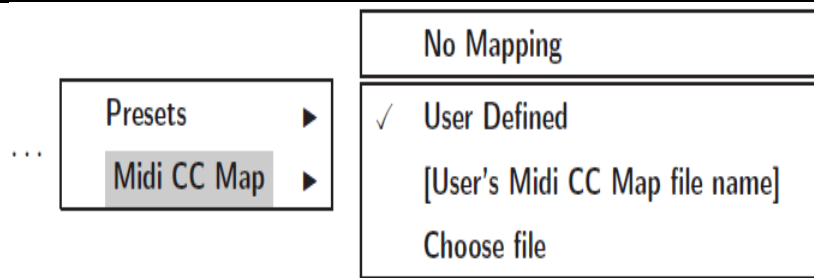 ...
Presets ▶
Midi CC Map ▶
No Mapping
✓ User Defined
[User's Midi CC Map file name]
Choose file